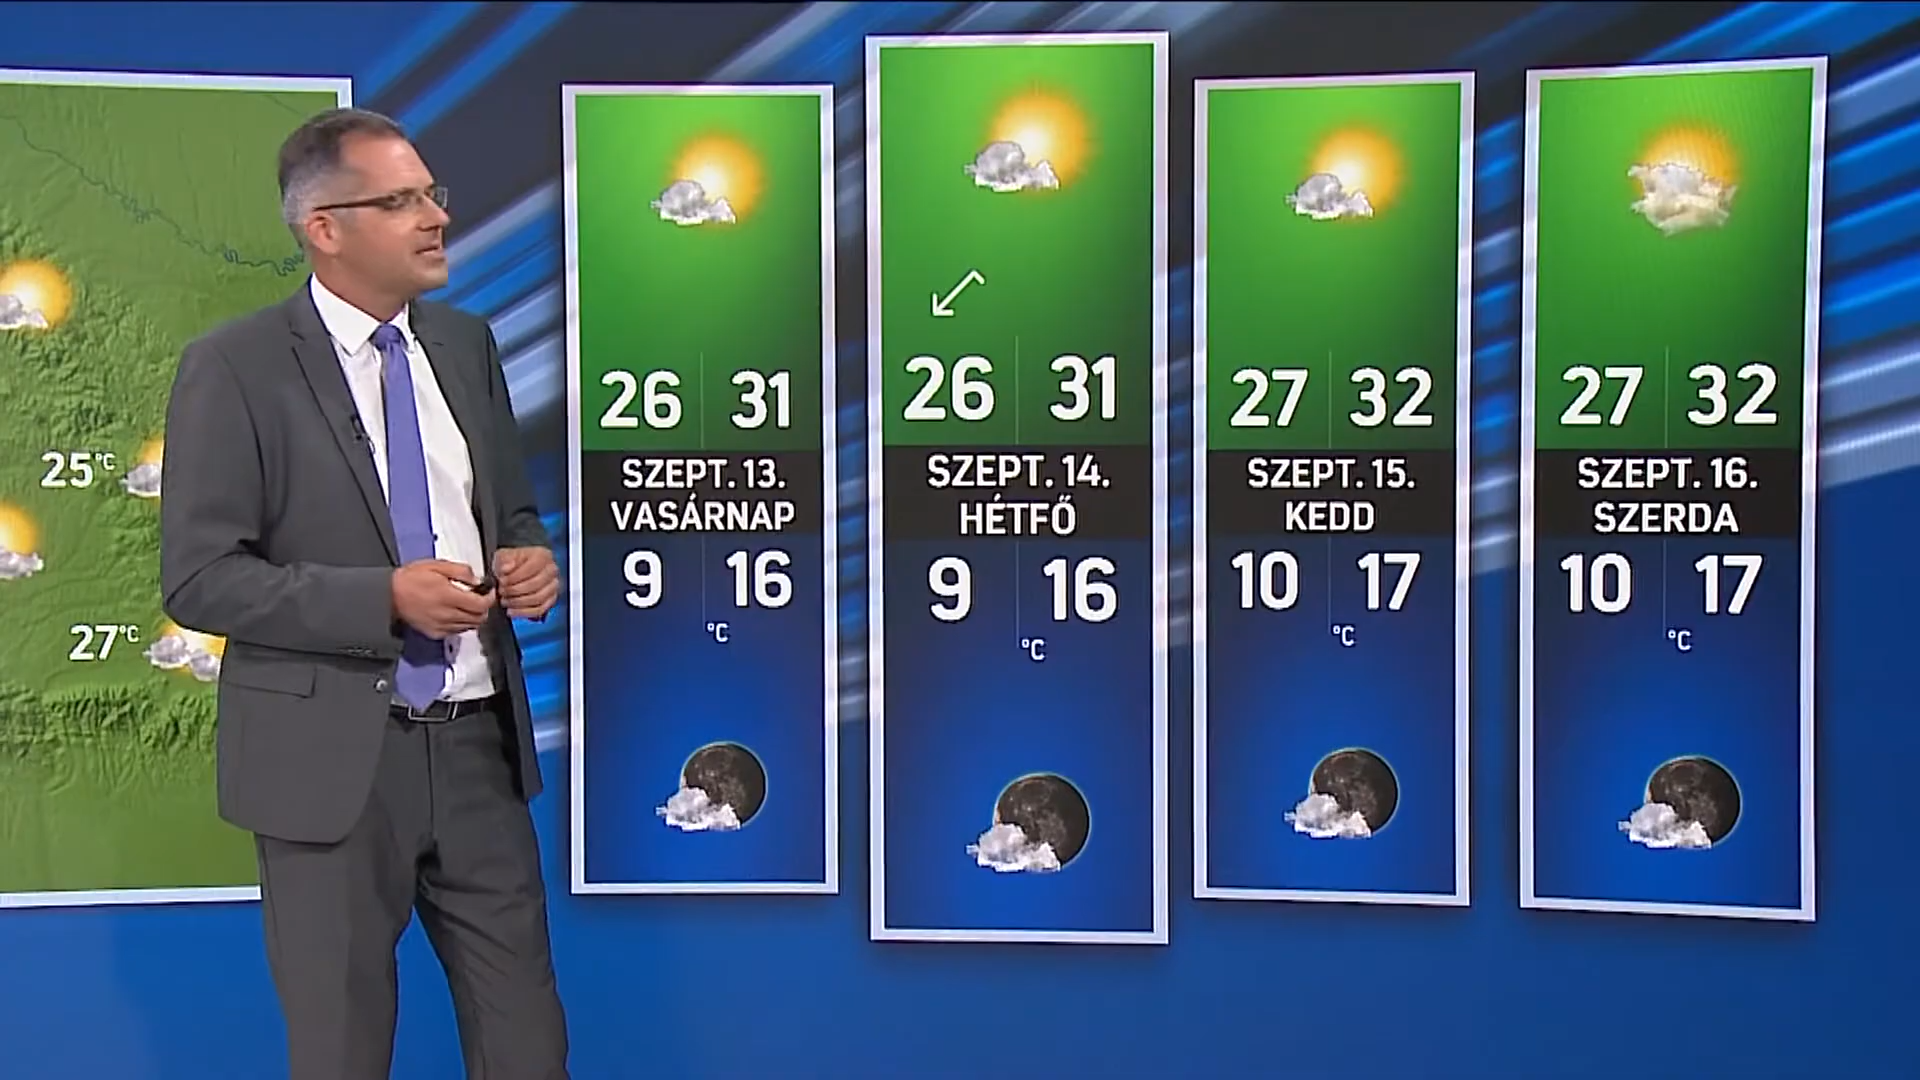 25°C
27°C
26 31
SZEPT. 13.
VASÁRNAP
9 16
°C
26 31
SZEPT. 14.
HÉTFŐ
9 16
°C
27 32
SZEPT. 15.
KEDD
10 17
°C
27 32
SZEPT. 16.
SZERDA
10 17
°C